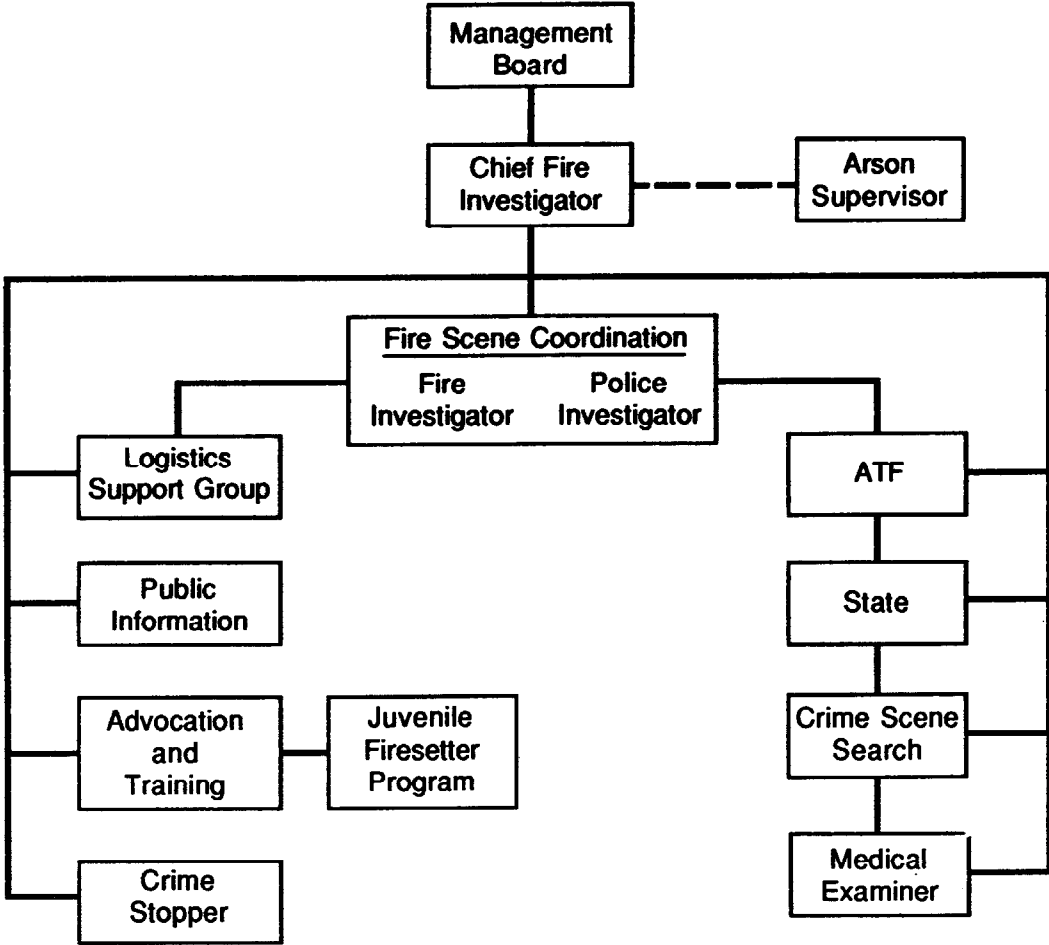 Management
Board
Chief Fire
Investigator
Arson
Supervisor
Fire Scene Coordination
Fire
Investigator
Police
Investigator
Logistics
Support Group
ATF
Public
Information
State
Advocation
and
Training
Juvenile
Firesetter
Program
Crime Scene
Search
Crime
Stopper
Medical
Examiner